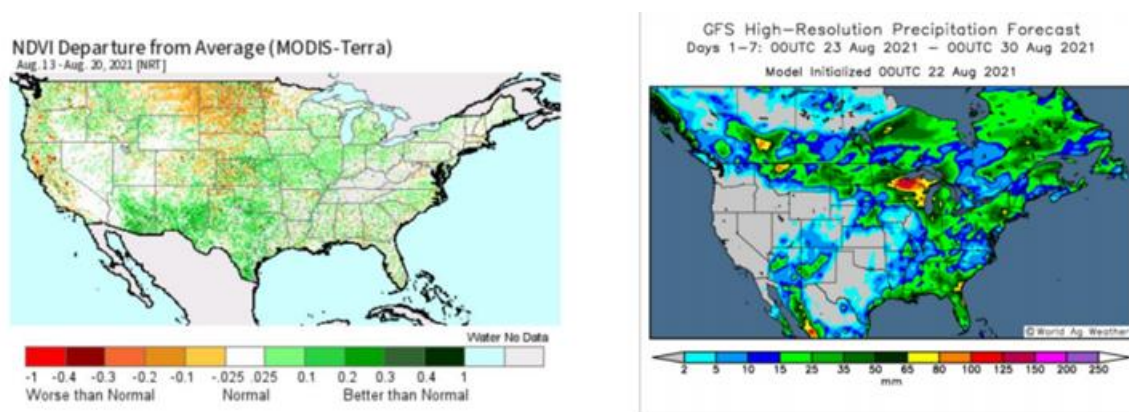 NDVI Departure from Average (MODIS-Terra)
Aug. 13 - Aug. 20, 2021 [NRT]
Water No Data
-1 -0.4 -0.3 -0.2 -0.1 -.025 .025 0.1 0.2 0.3 0.4 1
Worse than Normal Normal Better than Normal
GFS High-Resolution Precipitation Forecast
Days 1-7: 00UTC 23 Aug 2021 - 00UTC 30 Aug 2021
Model Initialized 00UTC 22 Aug 2021
© World Ag Weather
2 5 10 15 25 35 50 65 80 100 125 150 200 250
mm